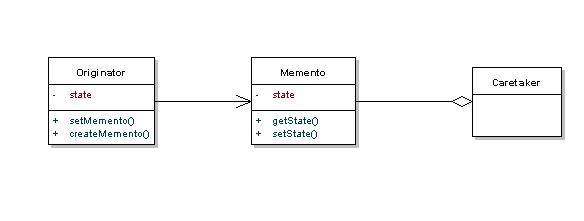 Originator
- state
+ setMemento()
+ createMemento()
Memento
- state
+ getState()
+ setState()
Caretaker